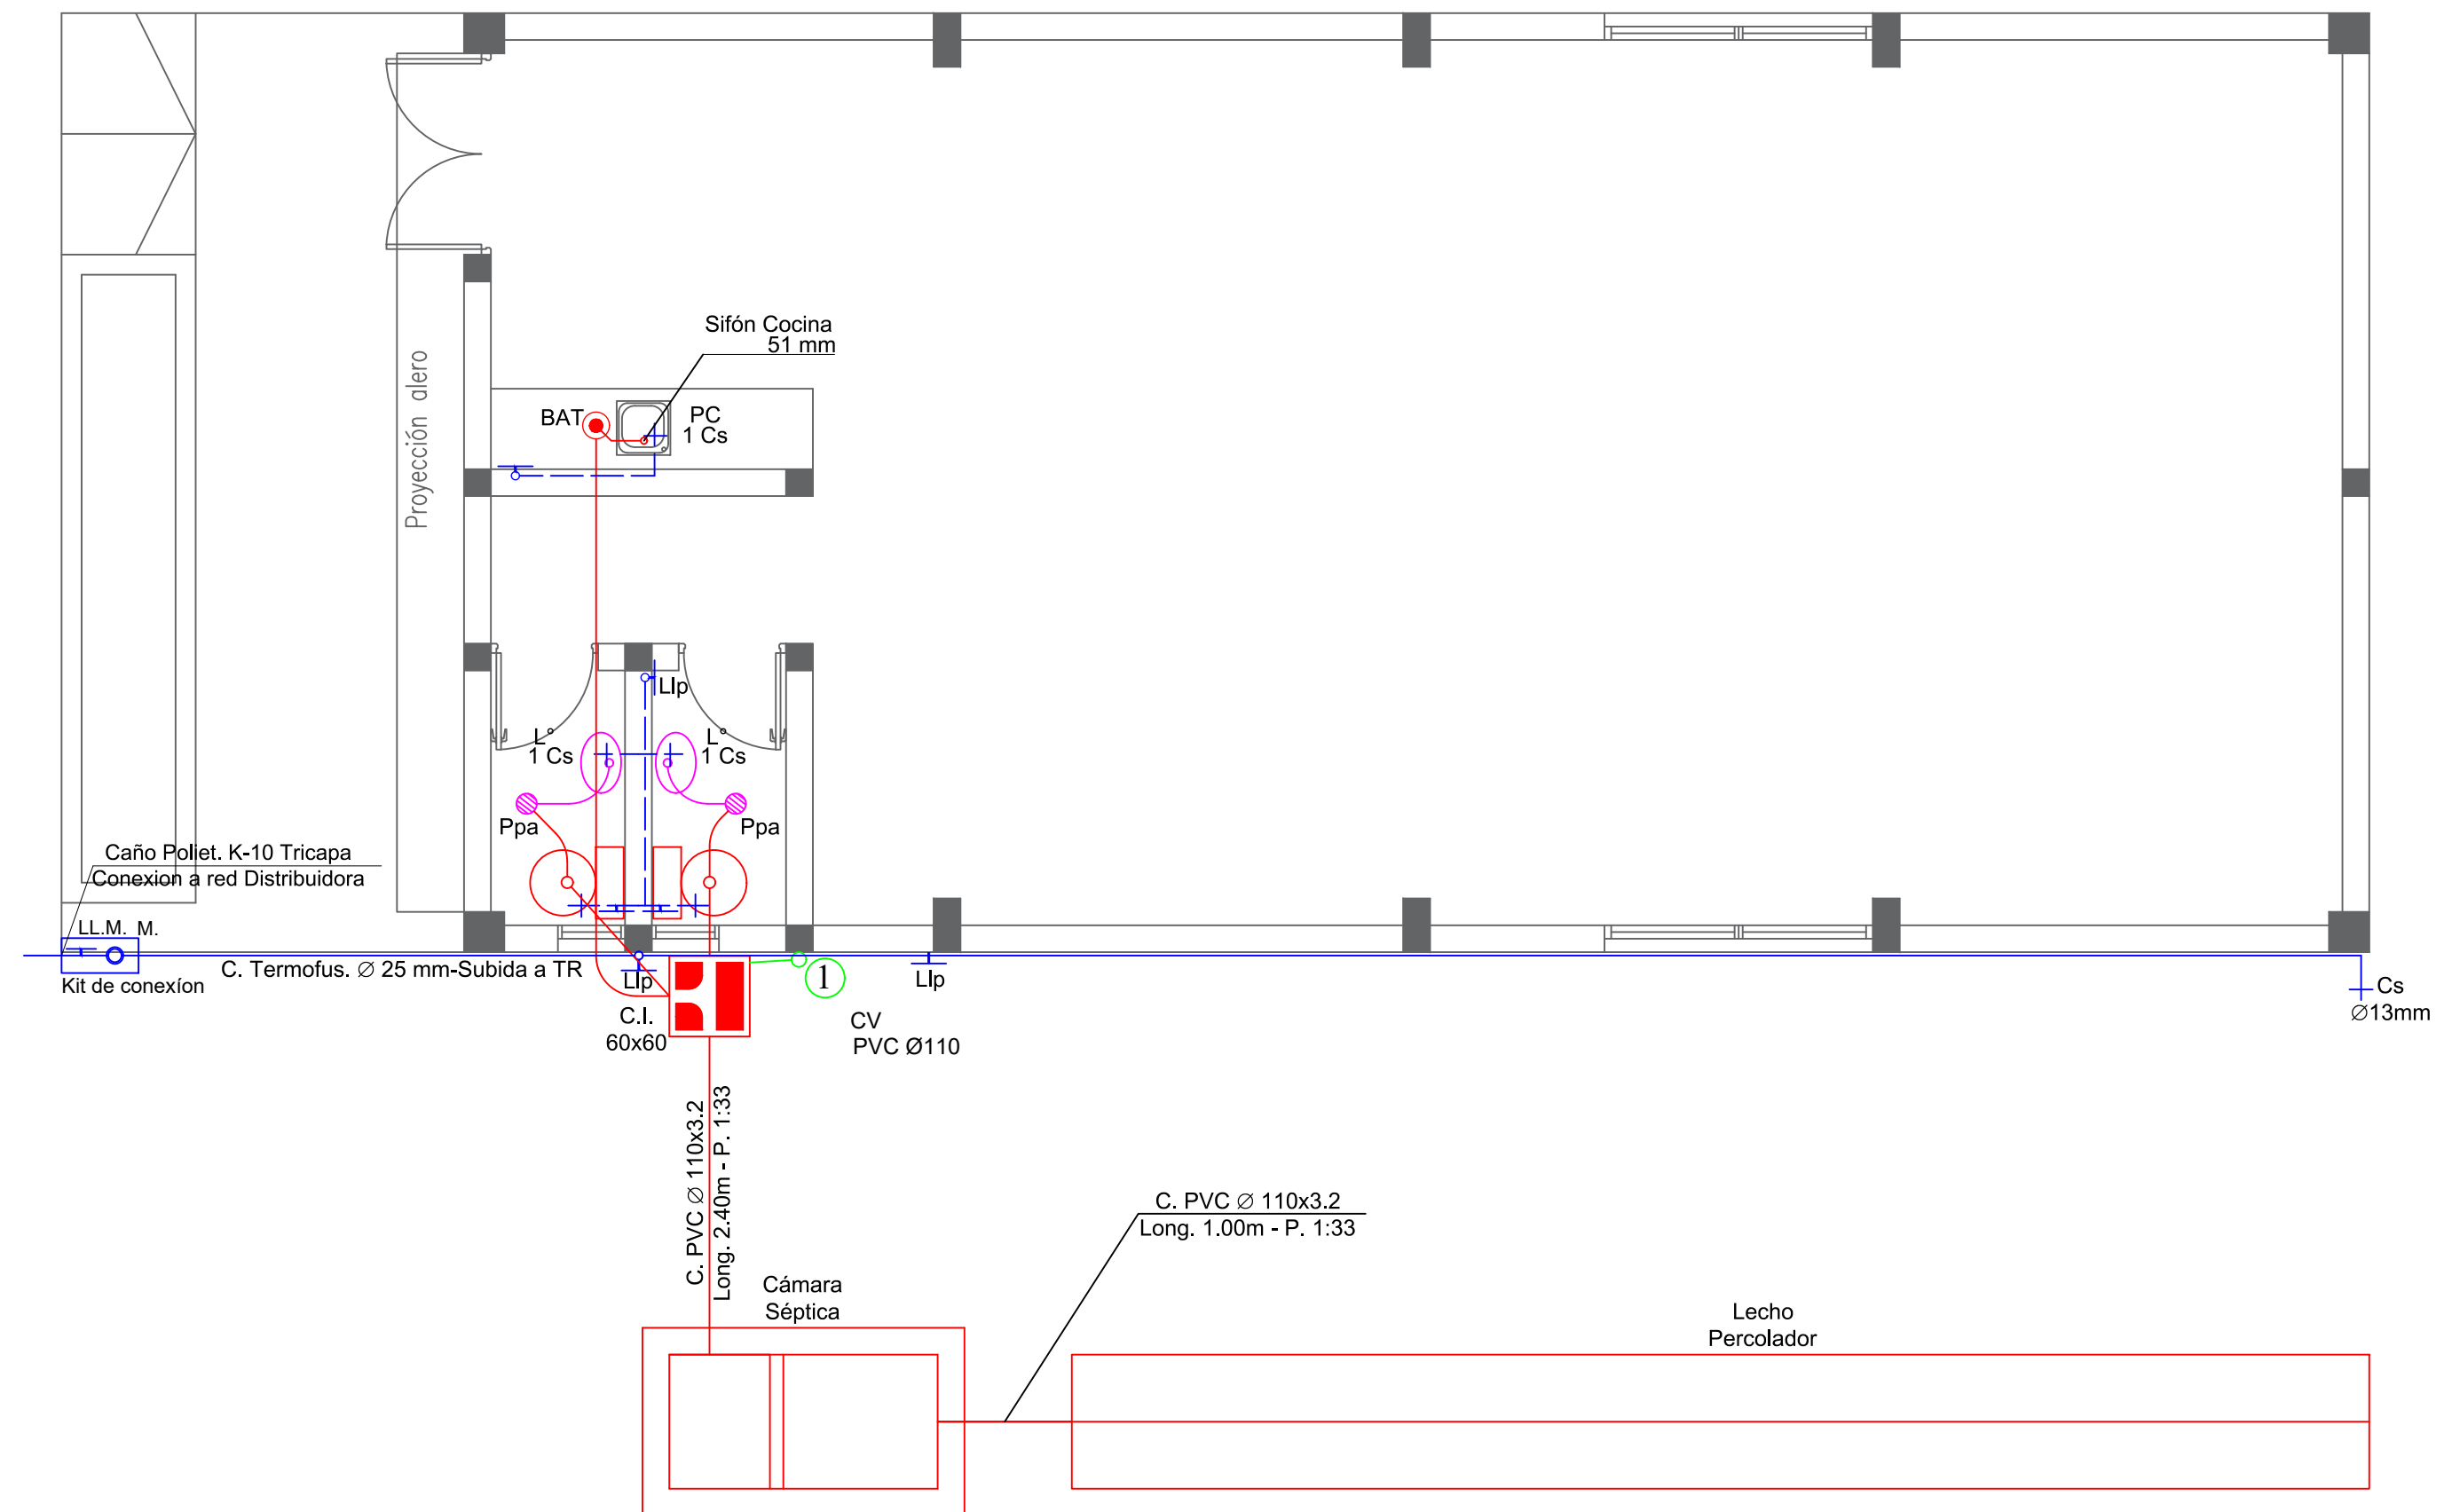 Sifón Cocina
51 mm
Proyección alero
BAT
PC
1 Cs
Llp
L°
1 Cs
L°
1 Cs
Ppa
Ppa
Caño Poliet. K-10 Tricapa
Conexion a red Distribuidora
LL.M.
M.
C. Termofus. ∅ 25 mm-Subida a TR
Kit de conexíon
Llp
1
Llp
Cs
∅13mm
C.I.
60x60
CV
PVC Ø110
C. PVC ∅ 110x3.2
Long. 2.40m - P. 1:33
C. PVC ∅ 110x3.2
Long. 1.00m - P. 1:33
Cámara
Séptica
Lecho
Percolador